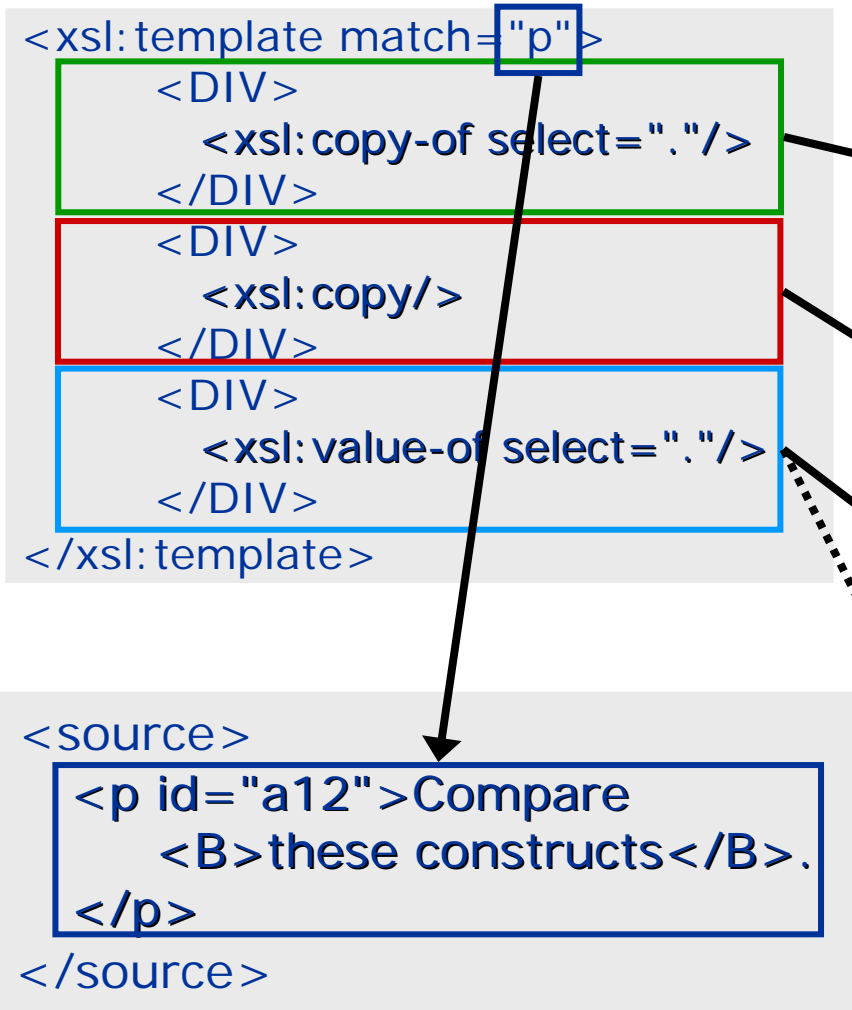 <xsl:template match="p">
<DIV>
<xsl:copy-of select="."/>
</DIV>
<DIV>
<xsl:copy/>
</DIV>
<DIV>
<xsl:value-of select="."/>
</DIV>
</xsl:template>
<source>
<p id="a12">Compare
<B>these constructs</B>.
</p>
</source>